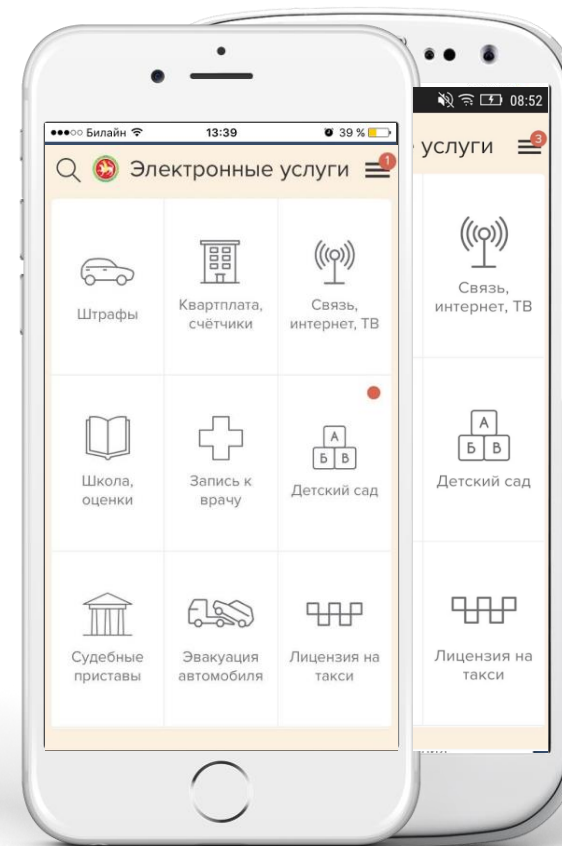 Билайн
13:39
39 %
Электронные услуги
1
Штрафы
Квартплата,
счётчики
Связь,
интернет, ТВ
Школа,
оценки
Запись к
врачу
А
Б В
Детский сад
Судебные
приставы
Эвакуация
автомобиля
Лицензия на
такси
08:52
услуги
3
Связь,
интернет, ТВ
А
Б В
Детский сад
Лицензия на
такси